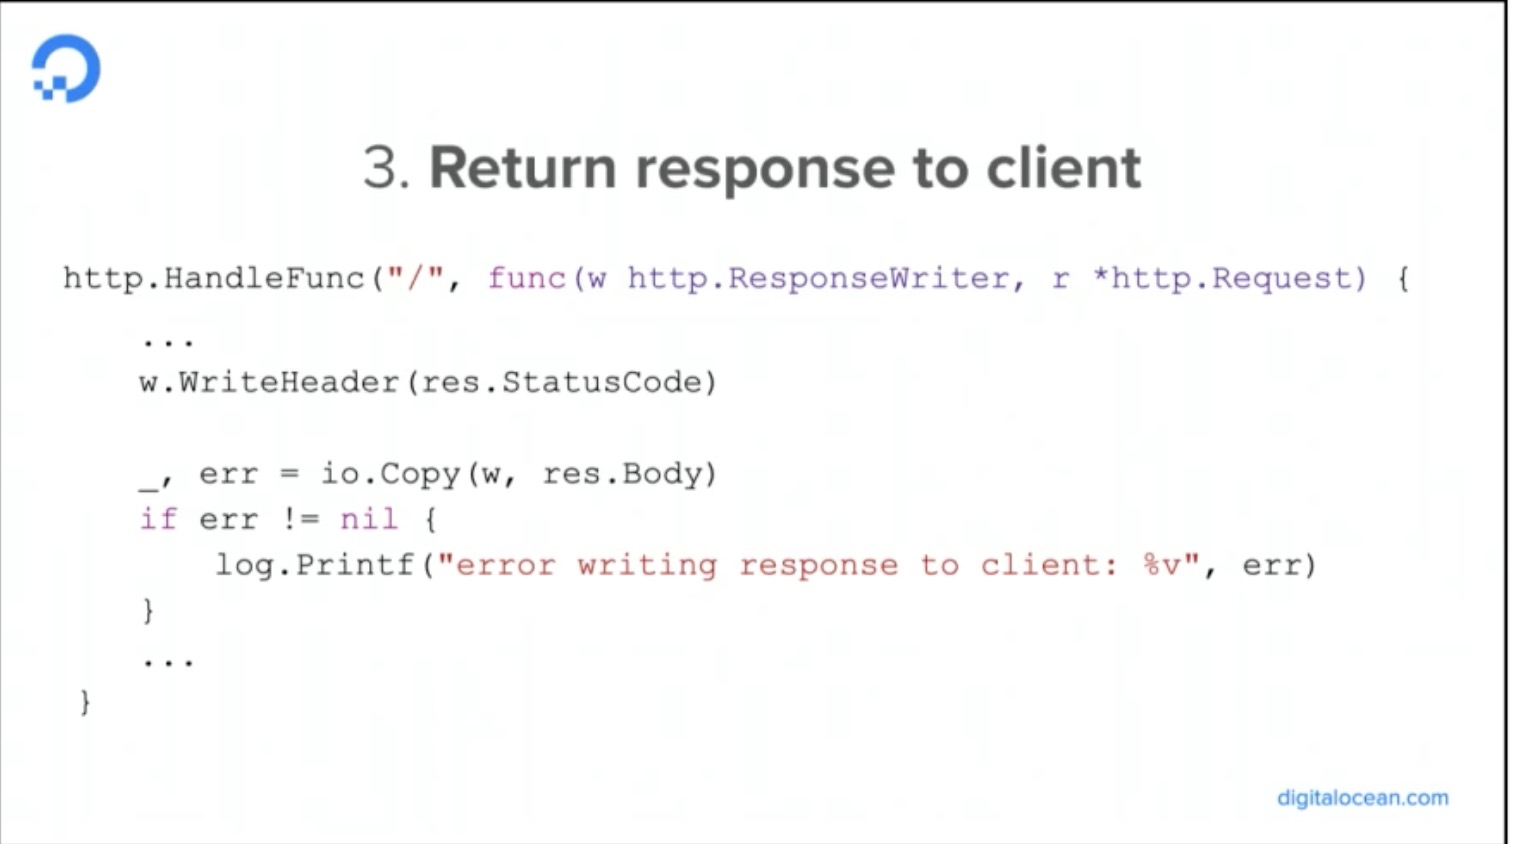 3. Return response to client
http.HandleFunc("/", func(w http.ResponseWriter, r *http.Request) {
...
w.WriteHeader(res.StatusCode)
_, err = io.Copy(w, res.Body)
if err != nil {
log.Printf("error writing response to client: %v", err)
}
...
}
digitalocean.com